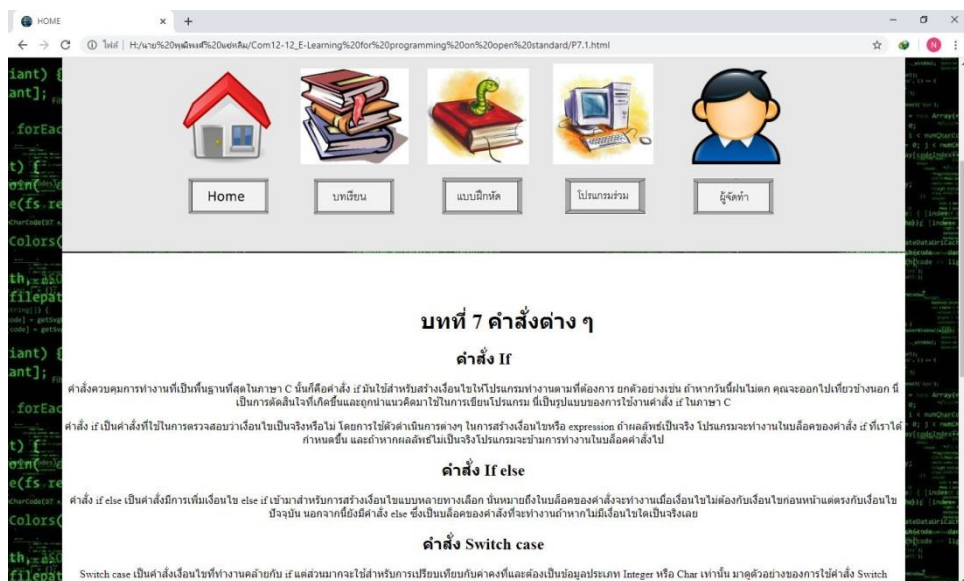 HOME
ไฟล์ | H:/นาย%20พุฒิพงศ์%20แซ่หลิม/Com12-12_E-Learning%20for%20programming%20on%20open%20standard/P7.1.html
N
Home
บทเรียน
แบบฝึกหัด
โปรแกรมร่วม
ผู้จัดทำ
บทที่ 7 คำสั่งต่าง ๆ
คำสั่ง If
คำสั่งควบคุมการทำงานที่เป็นพื้นฐานที่สุดในภาษา C นั้นก็คือคำสั่ง if มันใช้สำหรับสร้างเงื่อนไขให้โปรแกรมทำงานตามที่ต้องการ ยกตัวอย่างเช่น ถ้าหากวันนี้ฝนไม่ตก คุณจะออกไปเที่ยวข้างนอก นี่
เป็นการตัดสินใจที่เกิดขึ้นและถูกนำแนวคิดมาใช้ในการเขียนโปรแกรม นี่เป็นรูปแบบของการใช้งานคำสั่ง if ในภาษา C
คำสั่ง if เป็นคำสั่งที่ใช้ในการตรวจสอบว่าเงื่อนไขเป็นจริงหรือไม่ โดยการใช้ตัวดำเนินการต่างๆ ในการสร้างเงื่อนไขหรือ expression ถ้าผลลัพธ์เป็นจริง โปรแกรมจะทำงานในบล็อคของคำสั่ง if ที่เราได้
กำหนดขึ้น และถ้าหากผลลัพธ์ไม่เป็นจริงโปรแกรมจะข้ามการทำงานในบล็อคคำสั่งไป
คำสั่ง If else
คำสั่ง if else เป็นคำสั่งมีการเพิ่มเงื่อนไข else if เข้ามาสำหรับการสร้างเงื่อนไขแบบหลายทางเลือก นั่นหมายถึงในบล็อคของคำสั่งจะทำงานเมื่อเงื่อนไขไม่ต้องกับเงื่อนไขก่อนหน้าแต่ตรงกับเงื่อนไข
ปัจจุบัน นอกจากนี้ยังมีคำสั่ง else ซึ่งเป็นบล็อคของคำสั่งที่จะทำงานถ้าหากไม่มีเงื่อนไขใดเป็นจริงเลย
คำสั่ง Switch case
Switch case เป็นคำสั่งเงื่อนไขที่ทำงานคล้ายกับ if แต่ส่วนมากจะใช้สำหรับการเปรียบเทียบกับค่าคงที่และต้องเป็นข้อมูลประเภท Integer หรือ Char เท่านั้น มาดูตัวอย่างของการใช้คำสั่ง Switch